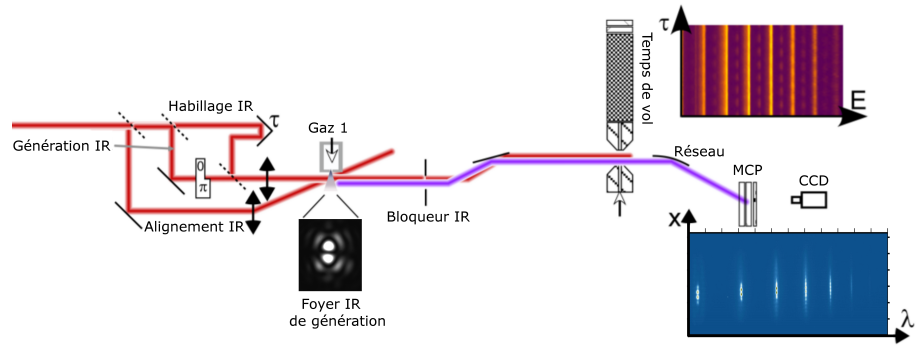 Habillage IR
τ
Gaz 1
Génération IR
0
π
Alignement IR
Bloqueur IR
Foyer IR
de génération
Temps de vol
τ
E
Réseau
MCP
CCD
x
λ